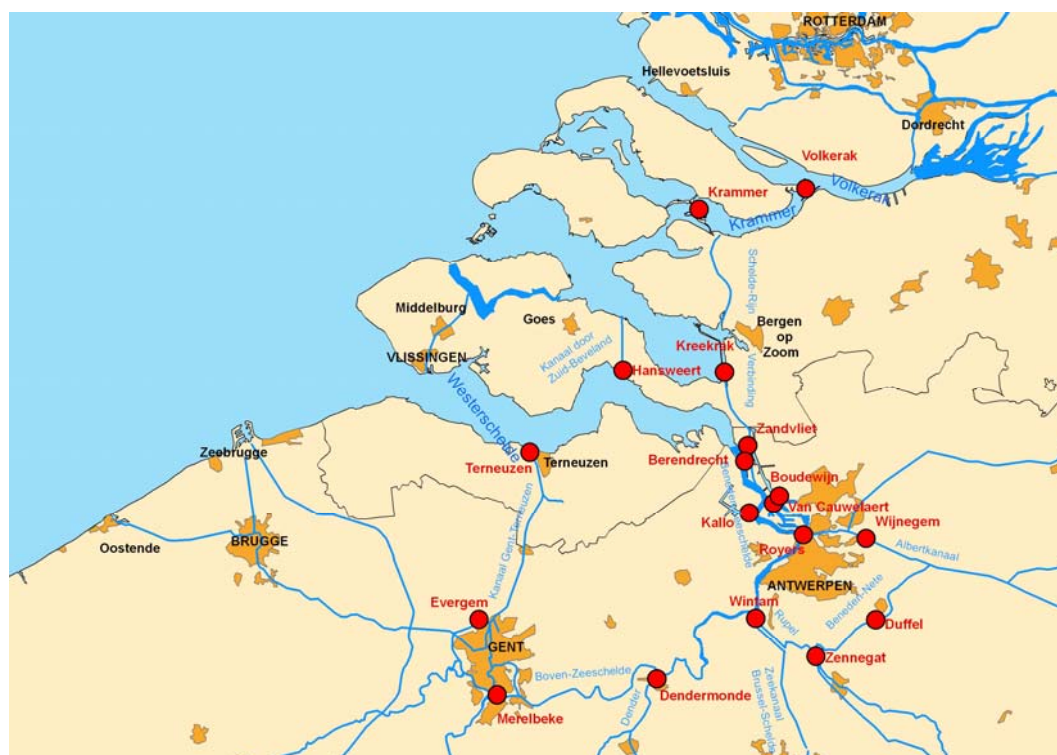 ROTTERDAM
Hellevoetsluis
Dordrecht
Volkerak
Krammer
Volkerak
Krammer
Schelde-Rijn
Verbinding
Middelburg
Goes
Bergen
op
Zoom
VLISSINGEN
Kanaal door
Zuid-Beveland
Kreekrak
Hansweert
Westerschelde
Zandvliet
Zeebrugge
Terneuzen
Terneuzen
Berendrecht
Boudewijn
Van Cauwelaert
Kallo
Wijnegem
Oostende
BRUGGE
Kanaal Gent-Terneuzen
Royers
Albertkanaal
ANTWERPEN
Evergem
Wintam
Rupel
Beneden-Nete
Duffel
GENT
Zennegat
Boven-Zeeschelde
Zeekanaal
Brussel-Schelde
Dender
Dendermonde
Merelbeke